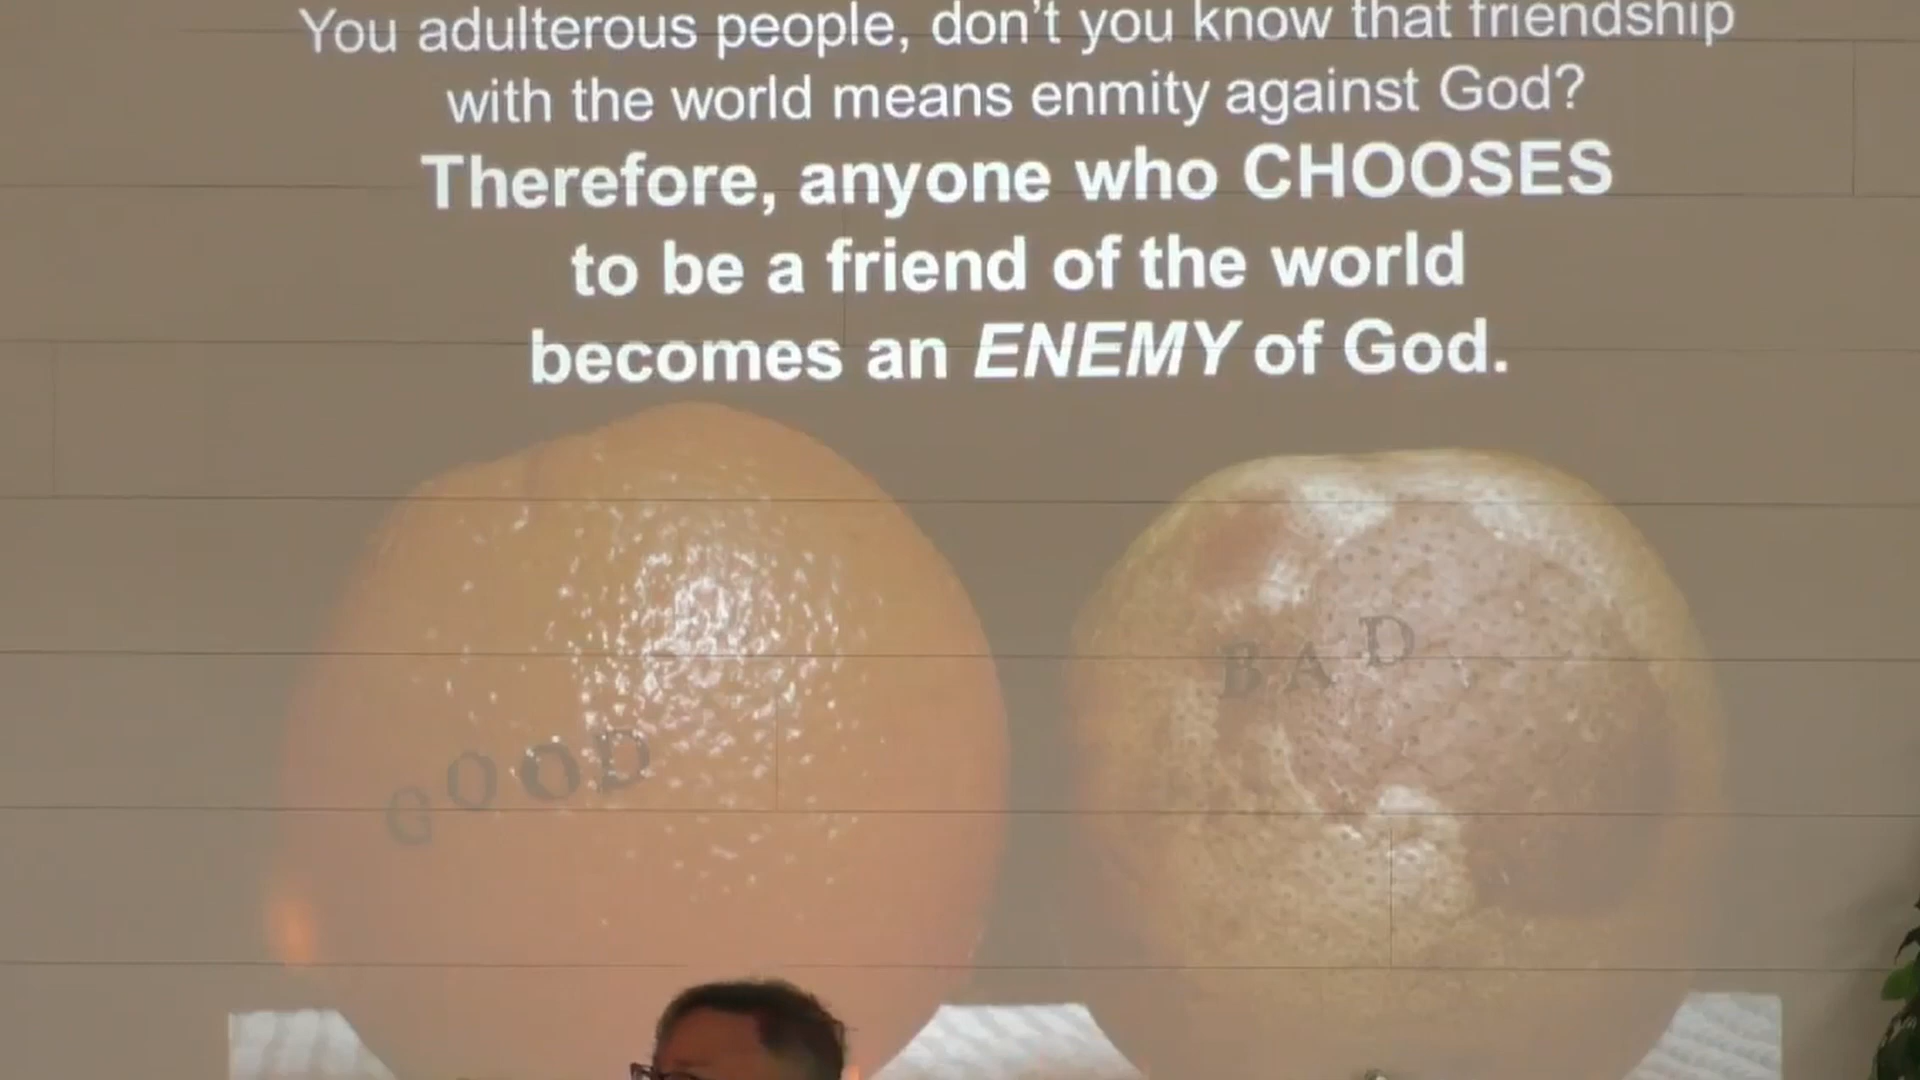 You adulterous people, don't you know that friendship
with the world means enmity against God?
Therefore, anyone who CHOOSES
to be a friend of the world
becomes an ENEMY of God.
BAD
GOOD